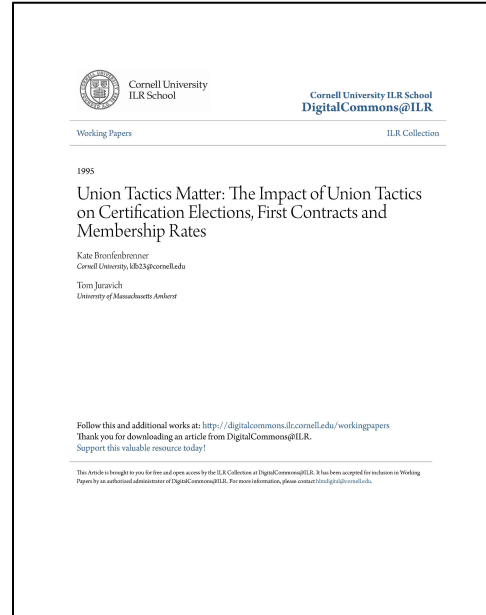 Cornell University
ILR School
Cornell University ILR School
DigitalCommons@ILR
Working Papers
ILR Collection
1995
Union Tactics Matter: The Impact of Union Tactics
on Certification Elections, First Contracts and
Membership Rates
Kate Bronfenbrenner
Cornell University, klb23@cornell.edu
Tom Juravich
University of Massachusetts Amherst
Follow this and additional works at: http://digitalcommons.ilr.cornell.edu/workingpapers
Thank you for downloading an article from DigitalCommons@ILR.
Support this valuable resource today!
This Article is brought to you for free and open access by the ILR Collection at DigitalCommons@ILR. It has been accepted for inclusion in Working
Papers by an authorized administrator of DigitalCommons@ILR. For more information, please contact hlmdigital@cornell.edu.